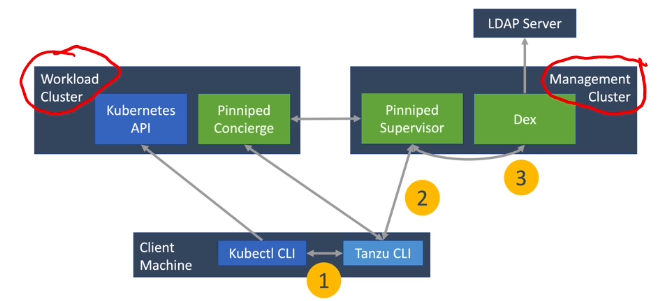 LDAP Server
Workload
Cluster
Kubernetes
API
Pinniped
Concierge
Pinniped
Supervisor
Dex
Management
Cluster
3
2
Client
Machine
Kubectl CLI
Tanzu CLI
1